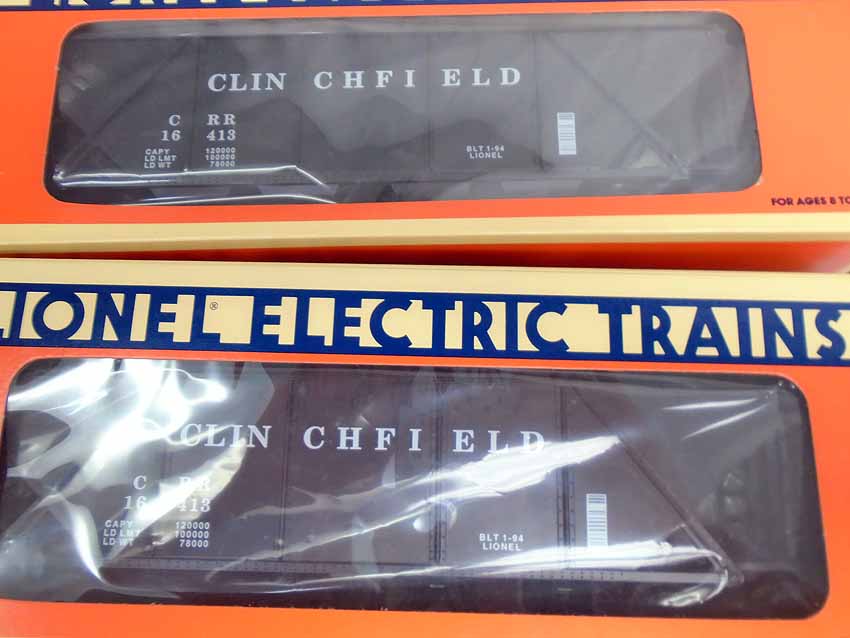 CLIN CHFI ELD
C RR
16 413
CAPY 120000
LD LMT 100000
LD WT 78000
BLT 1-94
LIONEL
FOR AGES 8 TO
LIONEL® ELECTRIC TRAINS
CLIN CHFI ELD
C RR
16 413
CAPY 120000
LD LMT 100000
LD WT 78000
BLT 1-94
LIONEL